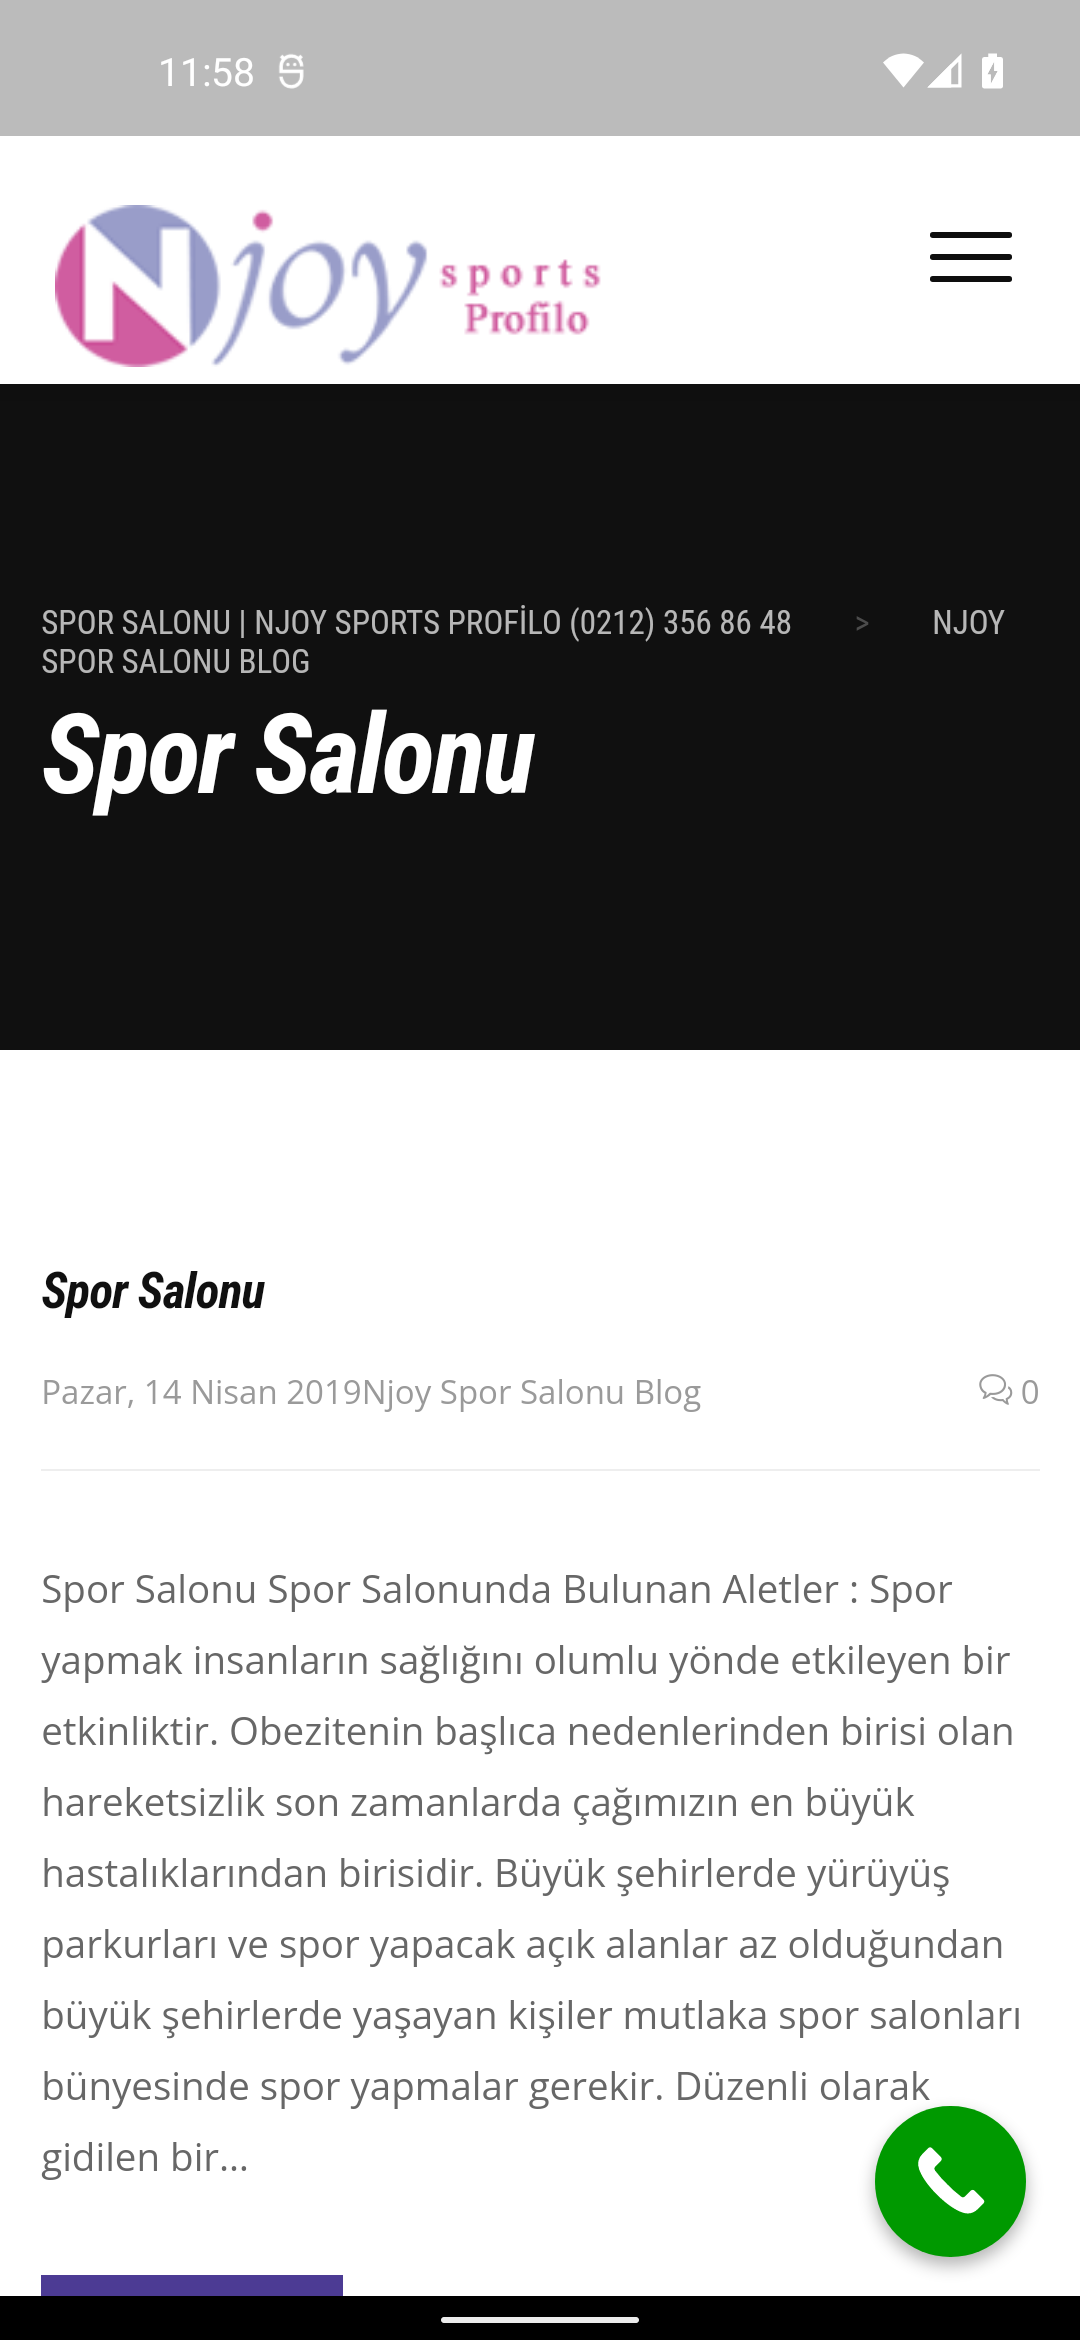 11:58
Njoy sports
Profilo
SPOR SALONU | NJOY SPORTS PROFİLO (0212) 356 86 48 > NJOY
SPOR SALONU BLOG
Spor Salonu
Spor Salonu
Pazar, 14 Nisan 2019Njoy Spor Salonu Blog 0
Spor Salonu Spor Salonunda Bulunan Aletler : Spor
yapmak insanların sağlığını olumlu yönde etkileyen bir
etkinliktir. Obezitenin başlıca nedenlerinden birisi olan
hareketsizlik son zamanlarda çağımızın en büyük
hastalıklarından birisidir. Büyük şehirlerde yürüyüş
parkurları ve spor yapacak açık alanlar az olduğundan
büyük şehirlerde yaşayan kişiler mutlaka spor salonları
bünyesinde spor yapmalar gerekir. Düzenli olarak
gidilen bir...